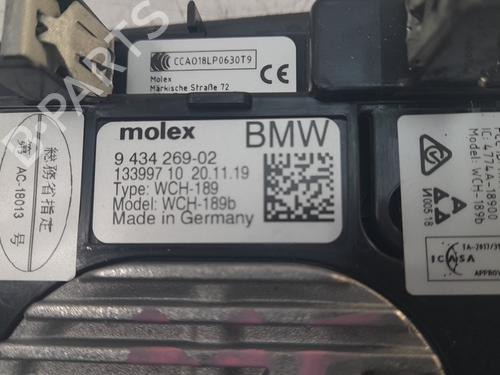 CCAO18LP0630T9
Molex
Märkische Straße 72
molex
BMW
9 434 269-02
133997 10 20.11.19
Type: WCH-189
Model: WCH-189b
Made in Germany
総務省指定
AC-18013
号
Model: WCH-189b
ICASA
APPROVED
B-PARTS